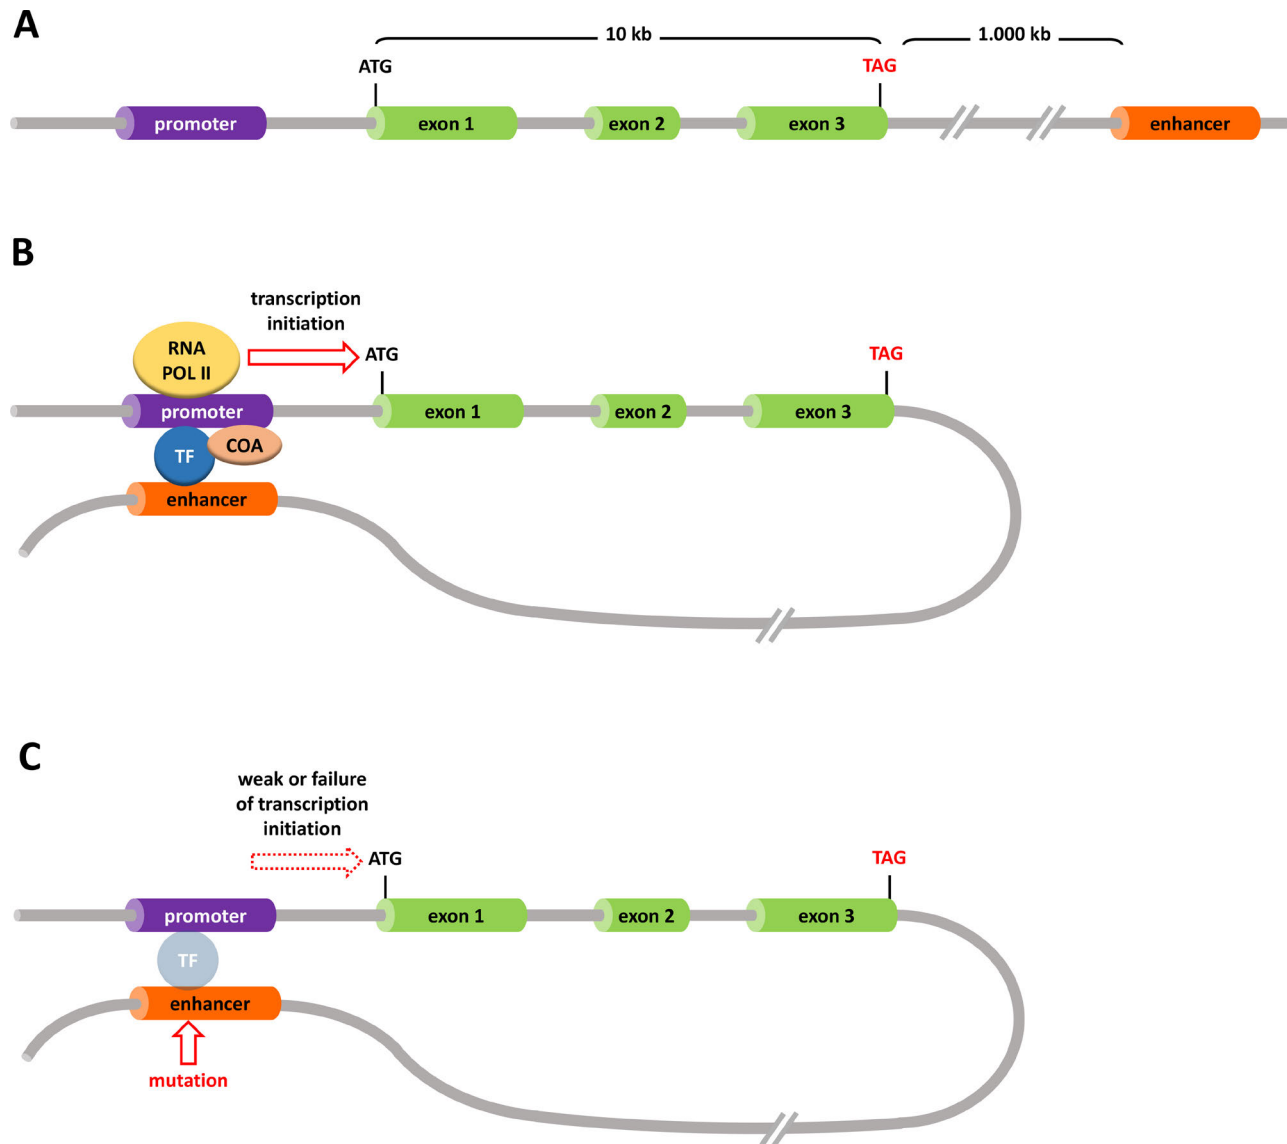 A
10 kb
1.000 kb
ATG
TAG
promoter
exon 1
exon 2
exon 3
enhancer
B
transcription
initiation
RNA
POL II
ATG
TAG
promoter
exon 1
exon 2
exon 3
TF
COA
enhancer
C
weak or failure
of transcription
initiation
ATG
TAG
promoter
exon 1
exon 2
exon 3
TF
enhancer
mutation